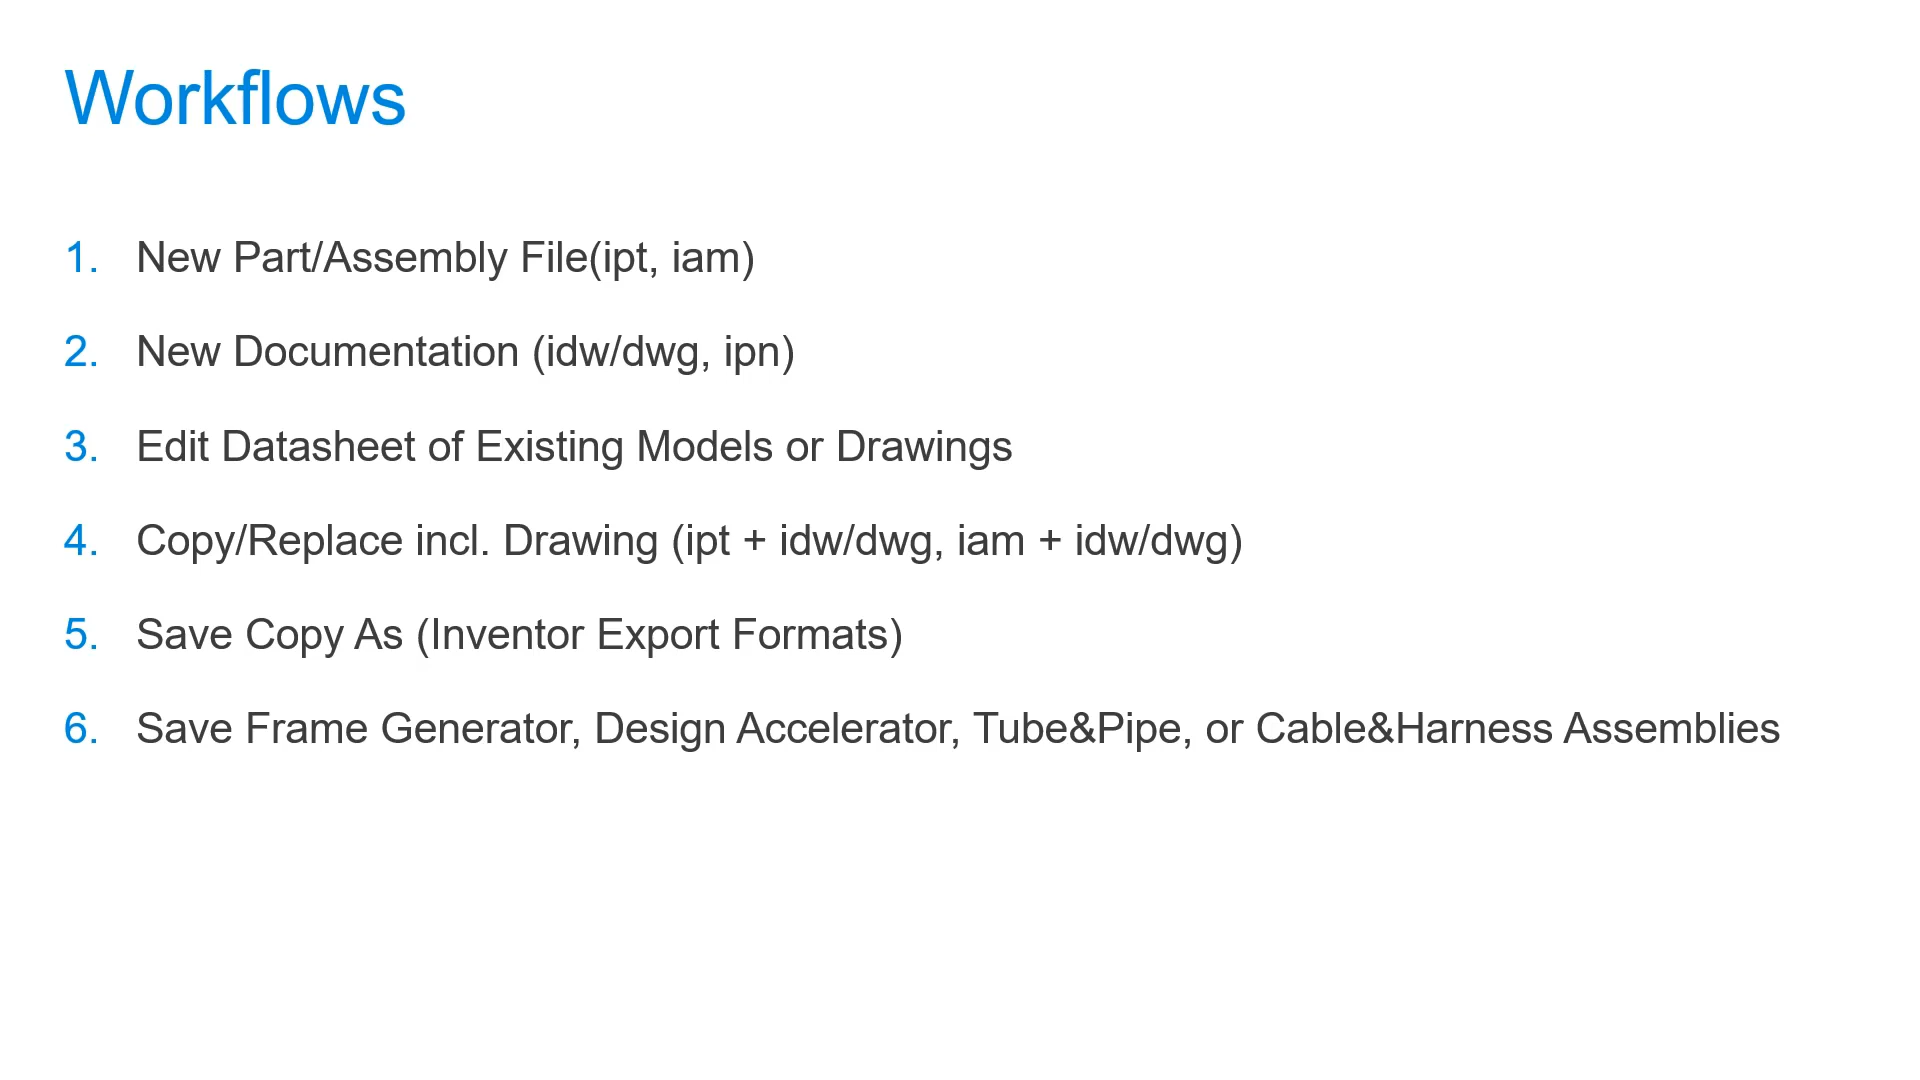 Workflows
1. New Part/Assembly File(ipt, iam)
2. New Documentation (idw/dwg, ipn)
3. Edit Datasheet of Existing Models or Drawings
4. Copy/Replace incl. Drawing (ipt + idw/dwg, iam + idw/dwg)
5. Save Copy As (Inventor Export Formats)
6. Save Frame Generator, Design Accelerator, Tube&Pipe, or Cable&Harness Assemblies